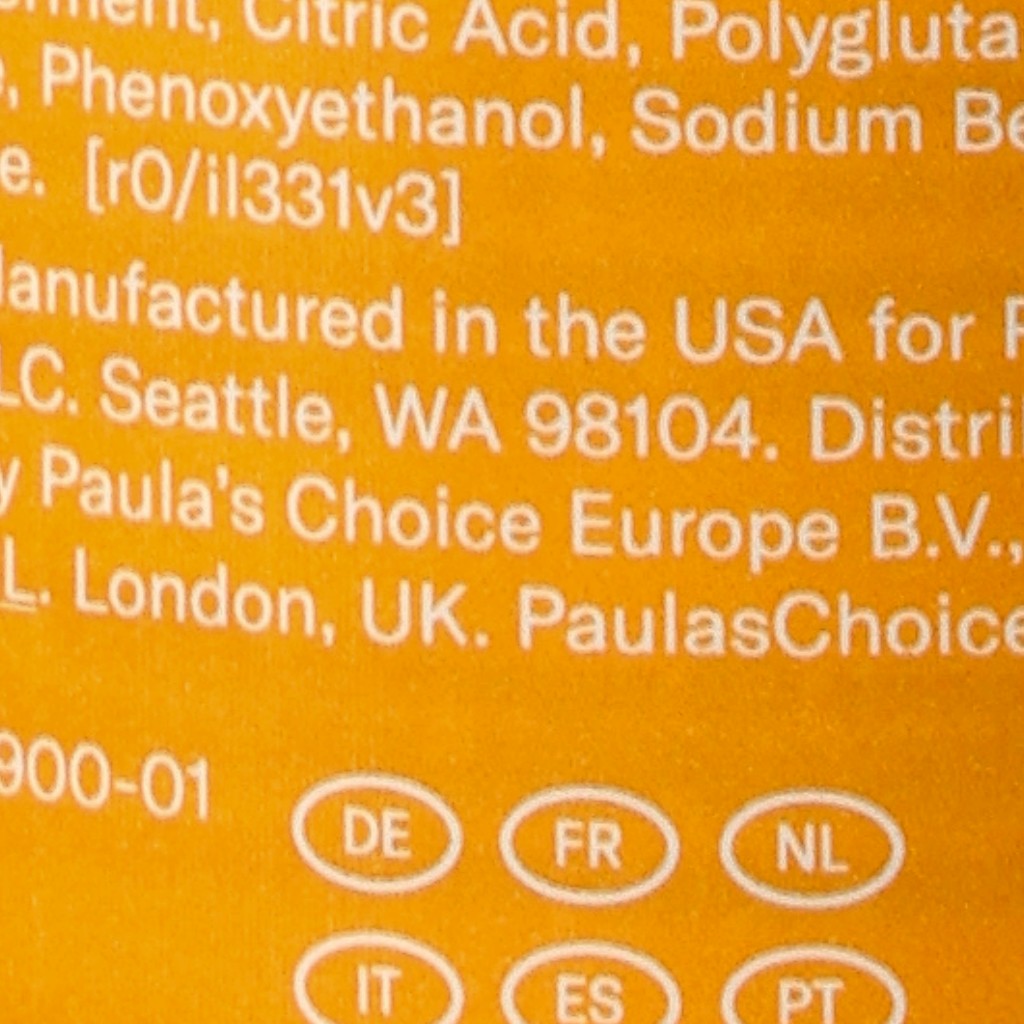 Citric Acid, Polygluta
, Phenoxyethanol, Sodium Be
e. [r0/il331v3]
anufactured in the USA for
LC. Seattle, WA 98104. Distri
y Paula's Choice Europe B.V.,
L. London, UK. PaulasChoice
900-01
DE FR NL
IT ES PT